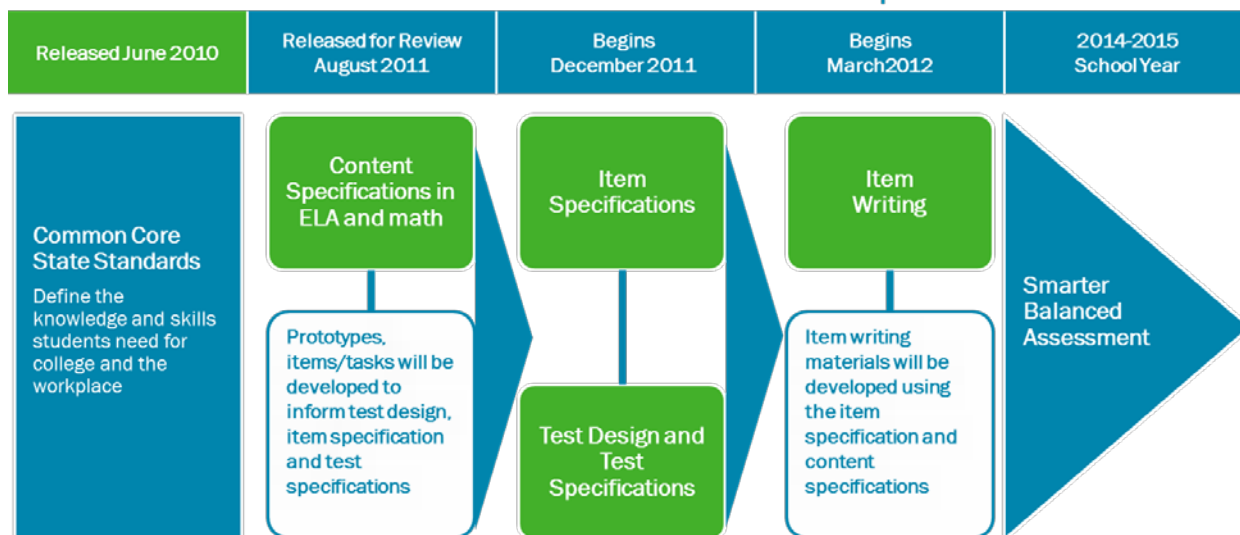 Released June 2010
Released for Review
August 2011
Begins
December 2011
Begins
March2012
2014-2015
School Year
Common Core
State Standards
Define the
knowledge and skills
students need for
college and the
workplace
Content
Specifications in
ELA and math
Prototypes,
items/tasks will be
developed to
inform test design,
item specification
and test
specifications
Item
Specifications
Test Design and
Test
Specifications
Item
Writing
Item writing
materials will be
developed using
the item
specification and
content
specifications
Smarter
Balanced
Assessment